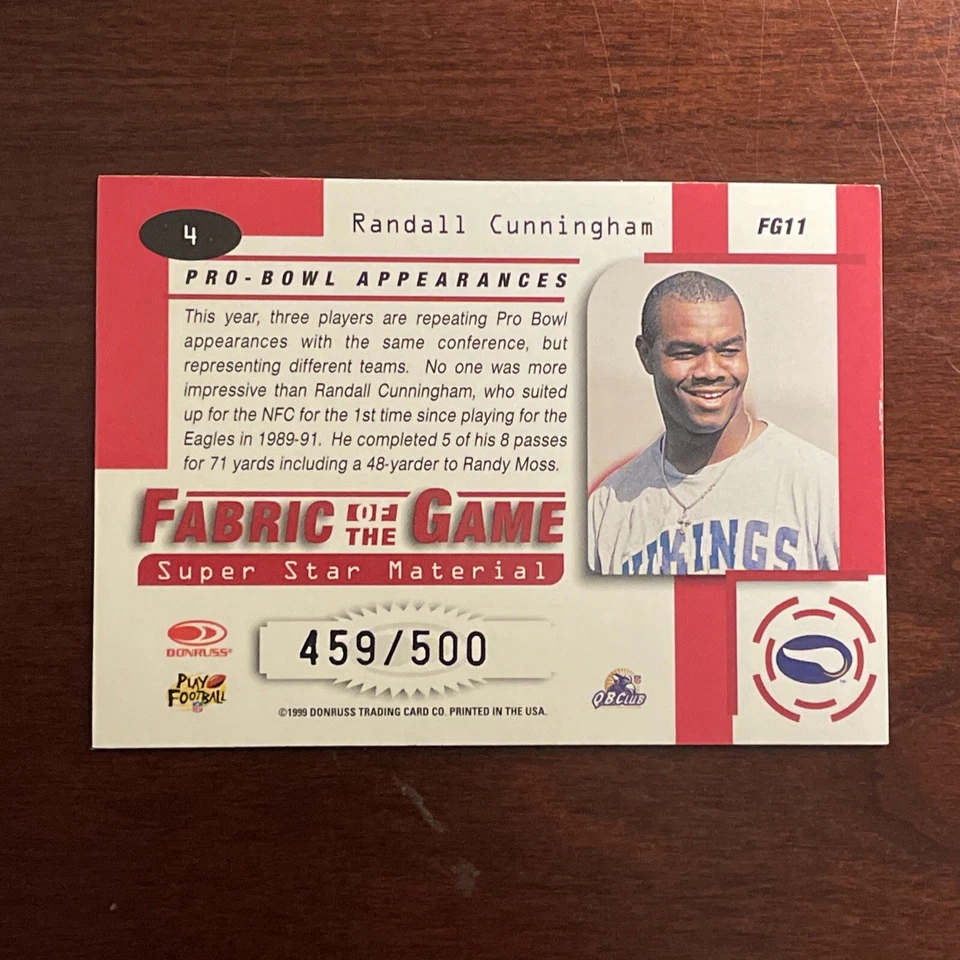 4
Randall Cunningham
FG11
PRO-BOWL APPEARANCES
This year, three players are repeating Pro Bowl
appearances with the same conference, but
representing different teams. No one was more
impressive than Randall Cunningham, who suited
up for the NFC for the 1st time since playing for the
Eagles in 1989-91. He completed 5 of his 8 passes
for 71 yards including a 48-yarder to Randy Moss.
VIKINGS
FABRIC OF THE GAME
Super Star Material
459/500
DONRUSS®
PLAY
FOOTBALL
NFL
QB CLUB
©1999 DONRUSS TRADING CARD CO. PRINTED IN THE USA.
TM